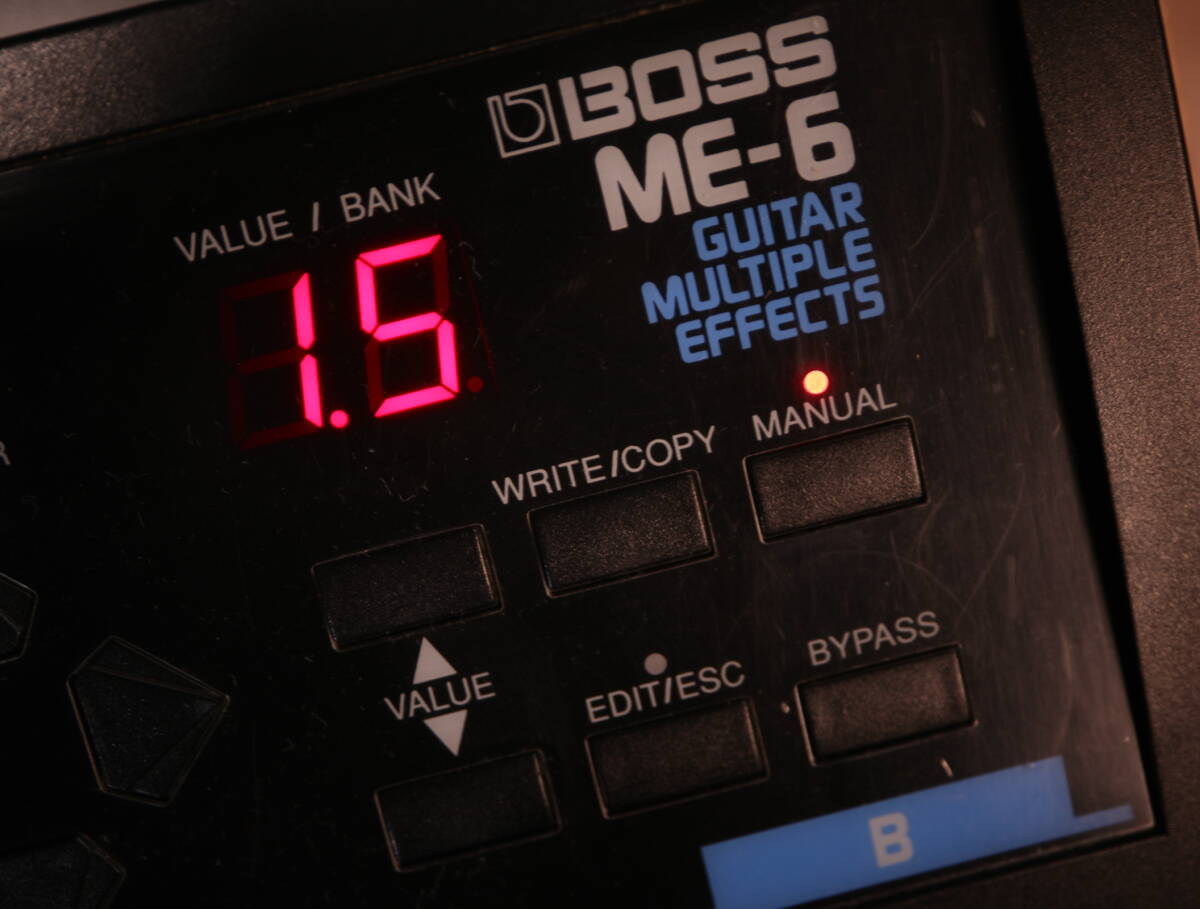 BOSS
ME-6
GUITAR
MULTIPLE
EFFECTS
VALUE / BANK
1.5
MANUAL
WRITE/COPY
VALUE
EDIT/ESC
BYPASS
B